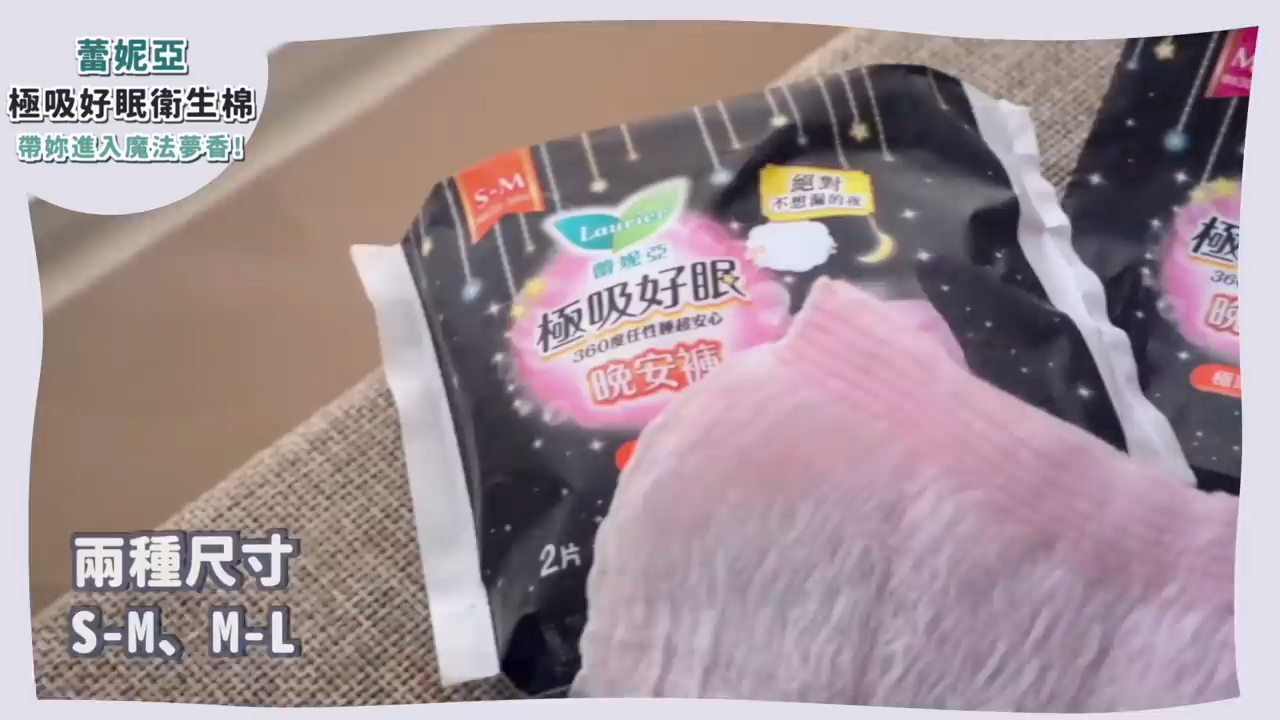 蕾妮亞
極吸好眠衛生棉
帶妳進入魔法夢香!
S-M
Laurier
蕾妮亞
極吸好眠
360度任性睡超安心
晚安褲
絕對
不想漏的夜
2片
M
極
36
晚
極
兩種尺寸
S-M、M-L